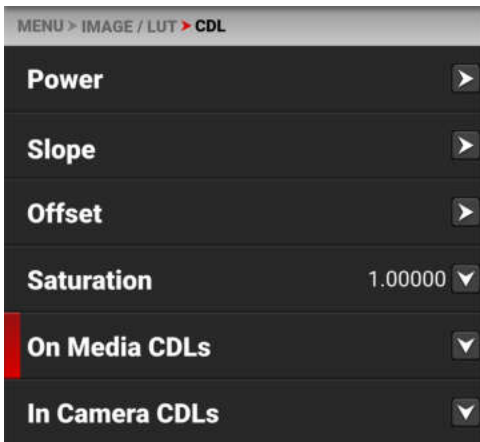 MENU > IMAGE / LUT > CDL
Power
Slope
Offset
Saturation 1.00000
On Media CDLs
In Camera CDLs